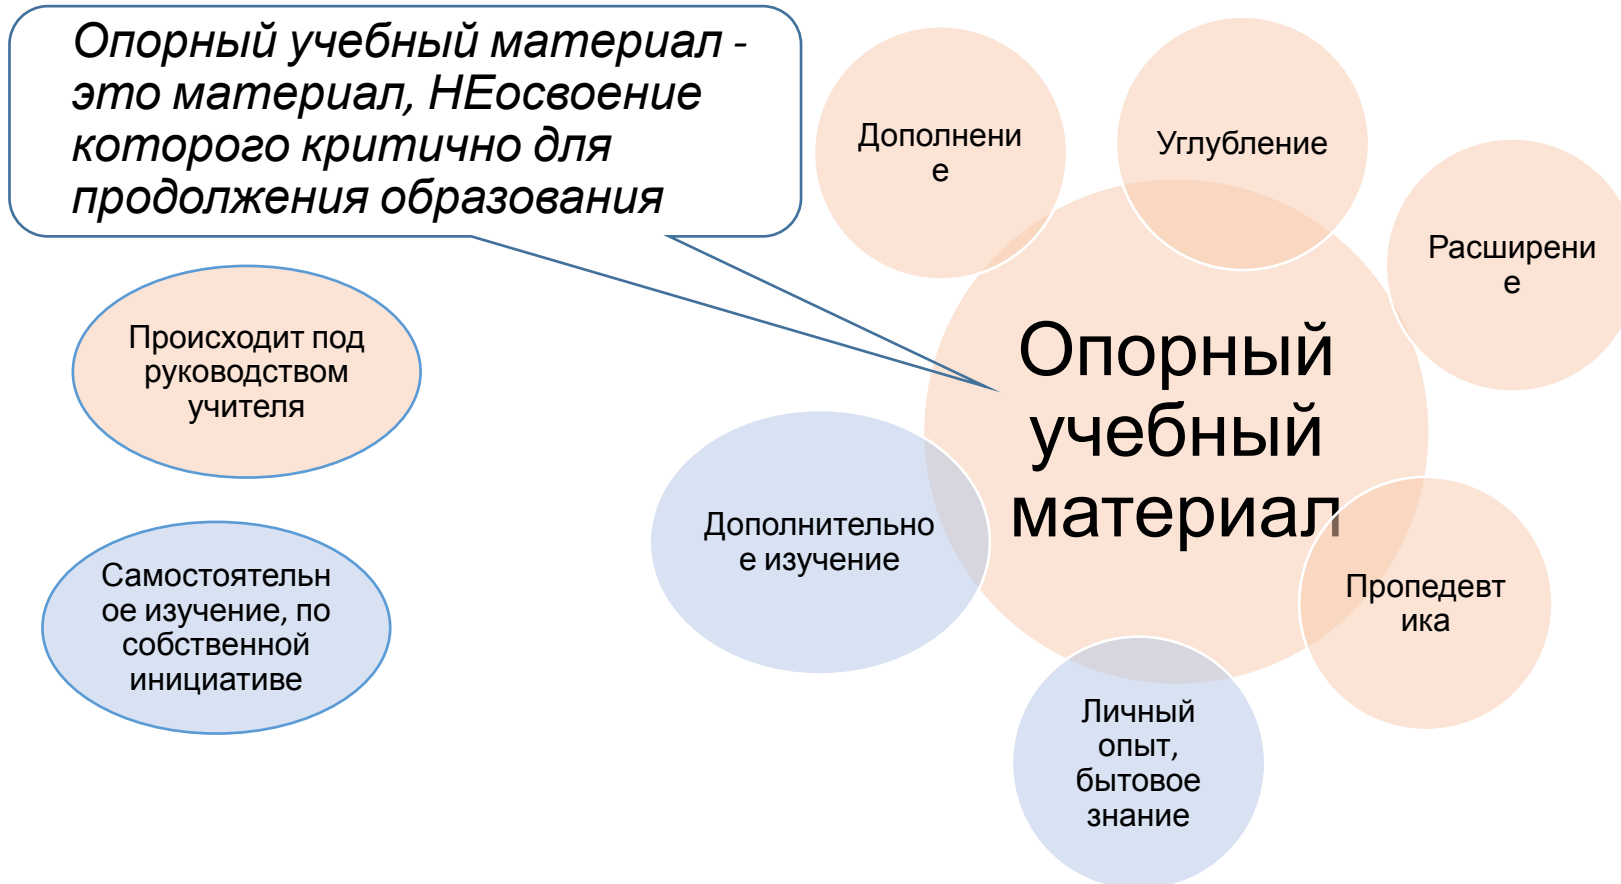 Опорный учебный материал -
это материал, НЕосвоение
которого критично для
продолжения образования
Дополнени
е
Углубление
Расширени
е
Происходит под
руководством
учителя
Опорный
учебный
материал
Дополнительно
е изучение
Самостоятельн
ое изучение, по
собственной
инициативе
Пропедевт
ика
Личный
опыт,
бытовое
знание